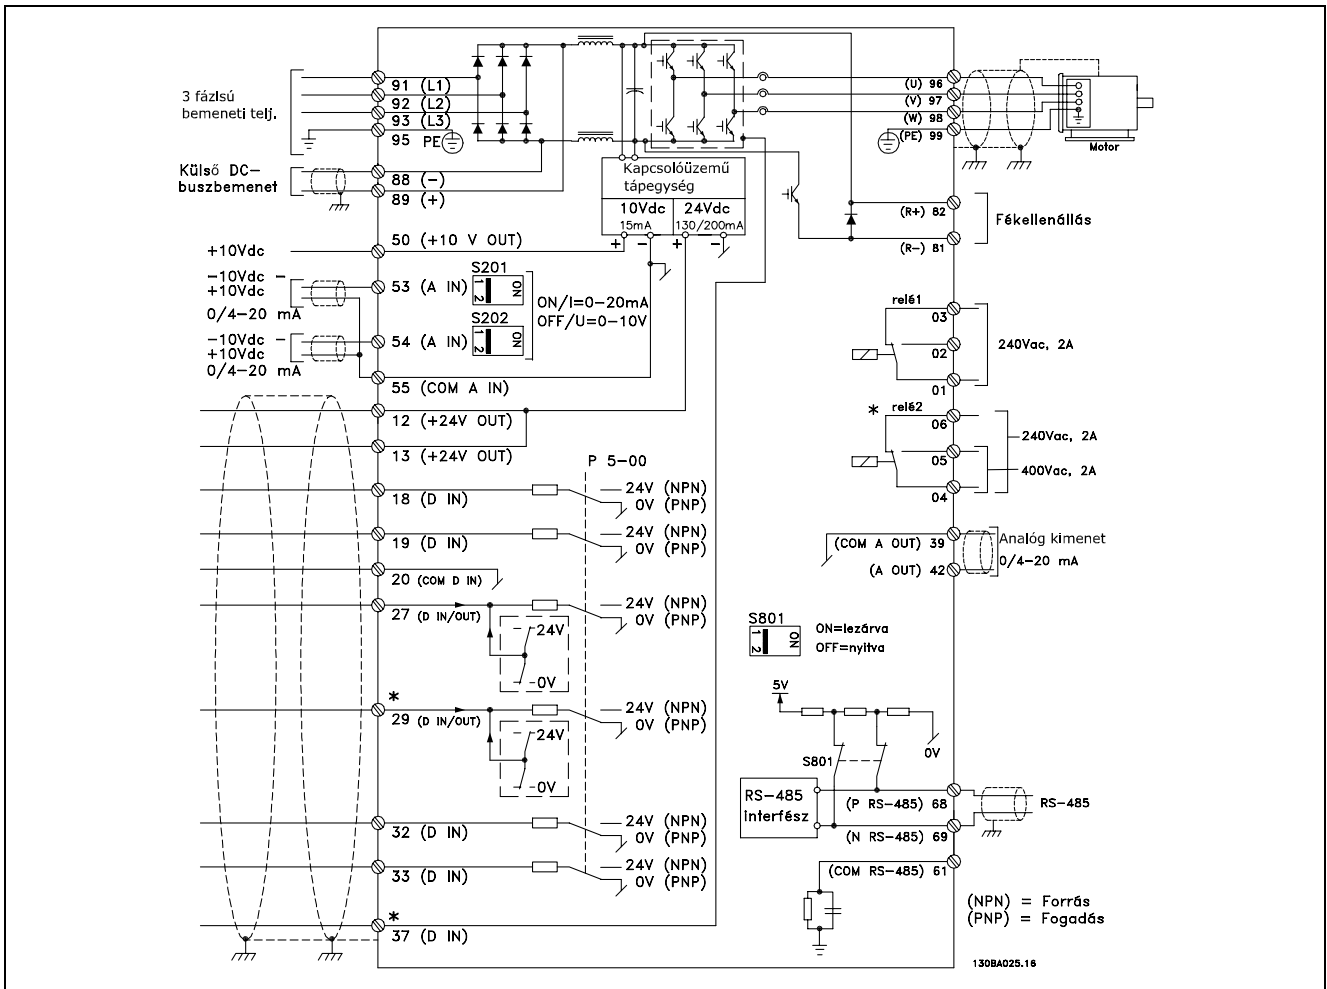 3 fázisú
bemeneti telj.
91 (L1)
92 (L2)
93 (L3)
95 PE
Külső DC-
buszbemenet
88 (-)
89 (+)
+10Vdc
50 (+10 V OUT)
-10Vdc -
+10Vdc
0/4-20 mA
53 (A IN)
-10Vdc -
+10Vdc
0/4-20 mA
54 (A IN)
55 (COM A IN)
S201
1 2
ON
S202
1 2
ON
ON/I=0-20mA
OFF/U=0-10V
Kapcsolóüzemű
tápegység
10Vdc
15mA
24Vdc
130/200mA
+ - + -
12 (+24V OUT)
13 (+24V OUT)
P 5-00
18 (D IN)
24V (NPN)
0V (PNP)
19 (D IN)
24V (NPN)
0V (PNP)
20 (COM D IN)
27 (D IN/OUT)
24V (NPN)
0V (PNP)
24V
0V
*
29 (D IN/OUT)
24V (NPN)
0V (PNP)
24V
0V
32 (D IN)
24V (NPN)
0V (PNP)
33 (D IN)
24V (NPN)
0V (PNP)
*
37 (D IN)
(U) 96
(V) 97
(W) 98
(PE) 99
Motor
(R+) 82
(R-) 81
Fékellenállás
relé1
03
02
01
240Vac, 2A
* relé2
06
05
04
240Vac, 2A
400Vac, 2A
(COM A OUT) 39
(A OUT) 42
Analóg kimenet
0/4-20 mA
S801
1 2
ON
ON=lezárva
OFF=nyitva
5V
0V
S801
RS-485
interfész
(P RS-485) 68
(N RS-485) 69
(COM RS-485) 61
RS-485
(NPN) = Forrás
(PNP) = Fogadás
130BA025.16